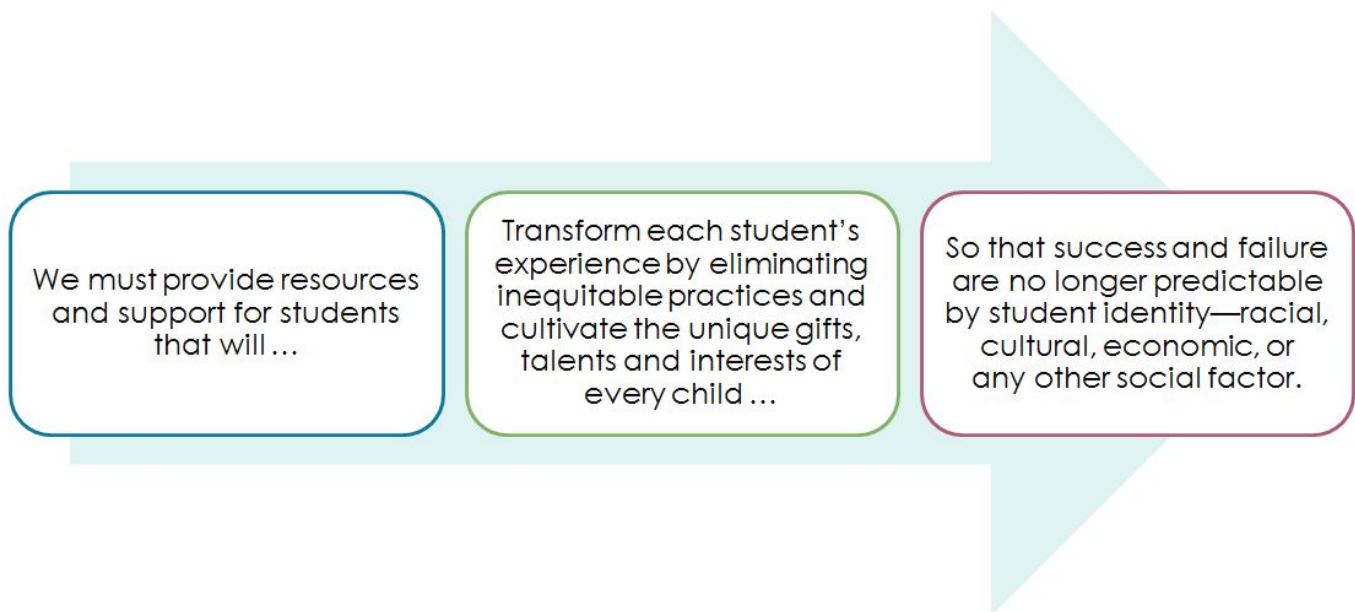 We must provide resources
and support for students
that will …
Transform each student’s
experience by eliminating
inequitable practices and
cultivate the unique gifts,
talents and interests of
every child …
So that success and failure
are no longer predictable
by student identity—racial,
cultural, economic, or
any other social factor.